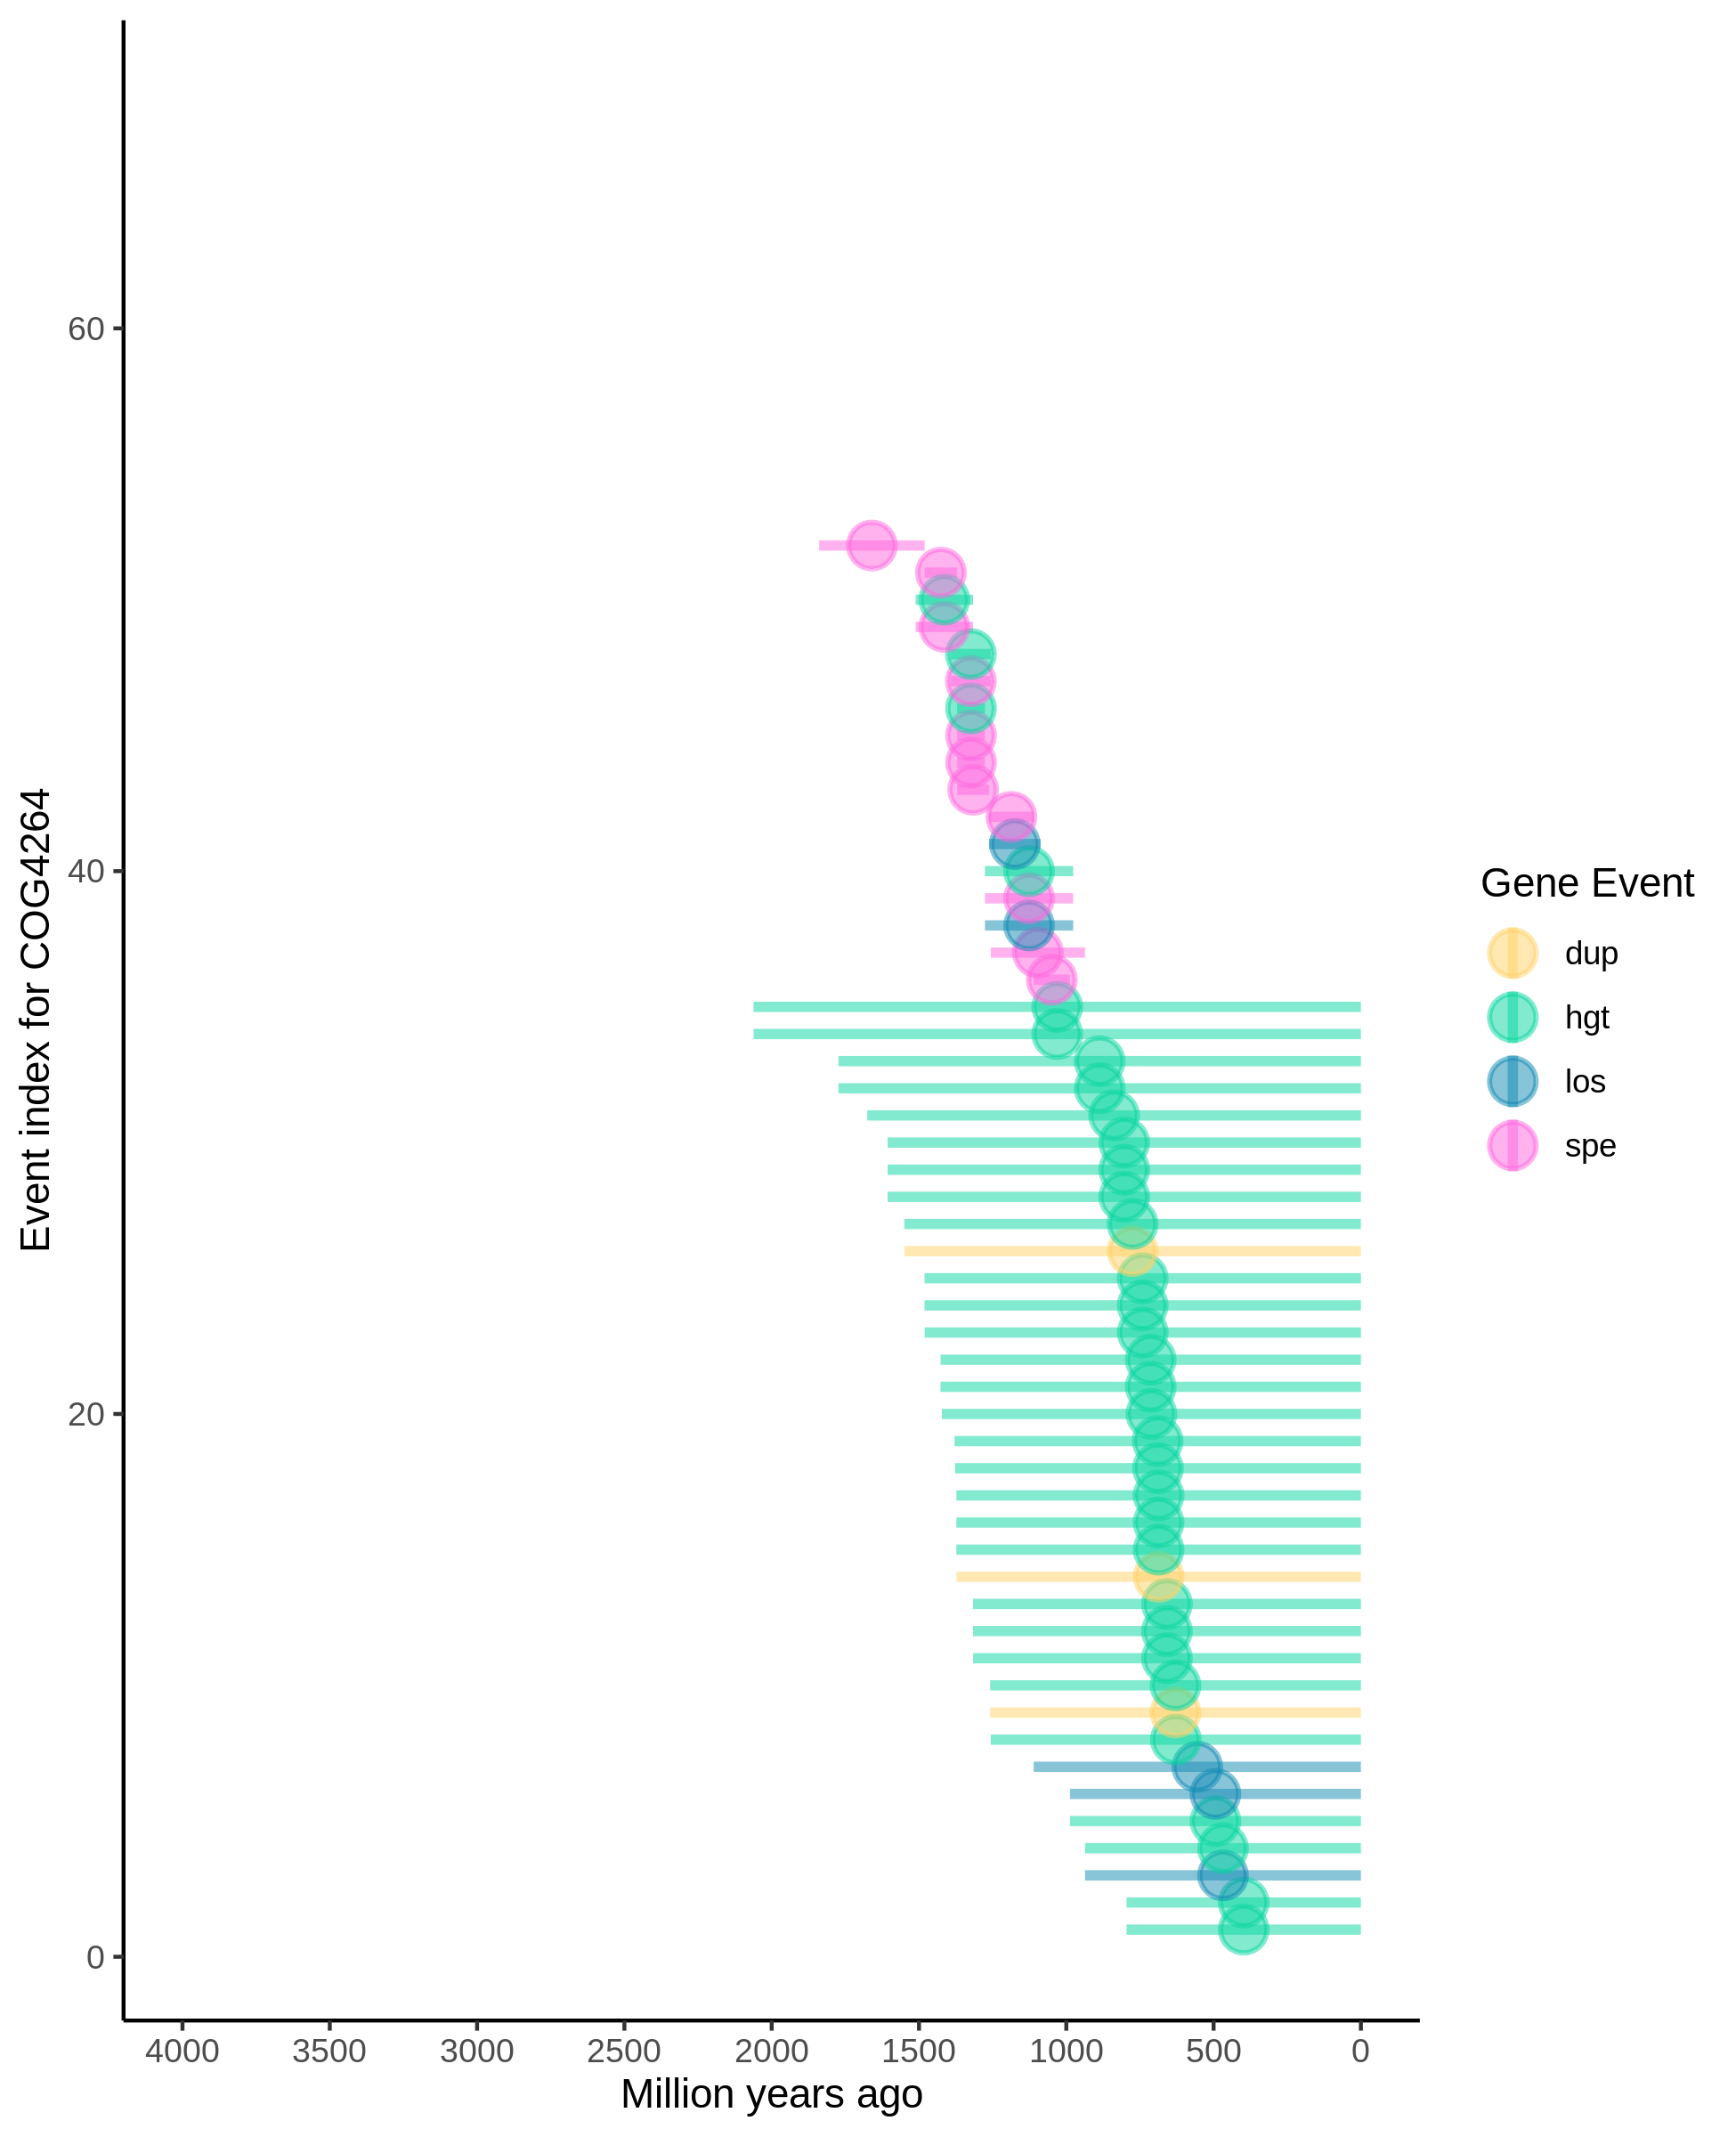 60
40
20
0
Event index for COG4264
4000 3500 3000 2500 2000 1500 1000 500 0
Million years ago
Gene Event
dup
hgt
los
spe